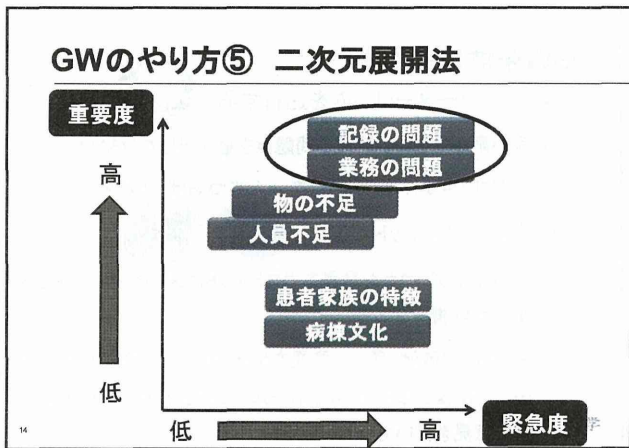 GWのやり方⑤ 二次元展開法
重要度
高
記録の問題
業務の問題
物の不足
人員不足
患者家族の特徴
病棟文化
低
低
高
緊急度
学
14